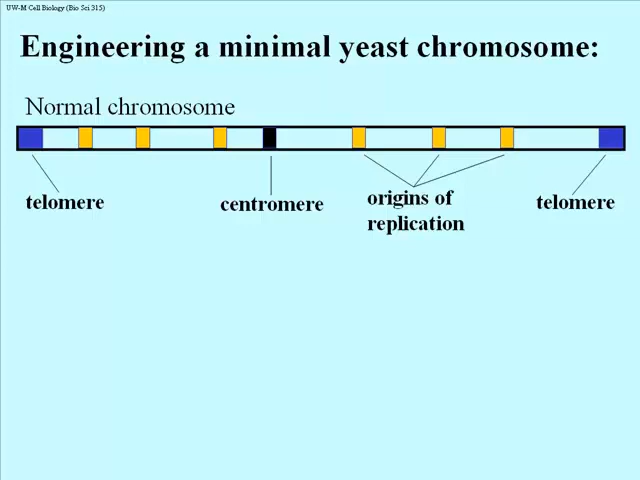 UW-M Cell Biology (Bio Sci 315)
Engineering a minimal yeast chromosome:
Normal chromosome
telomere
centromere
origins of
replication
telomere